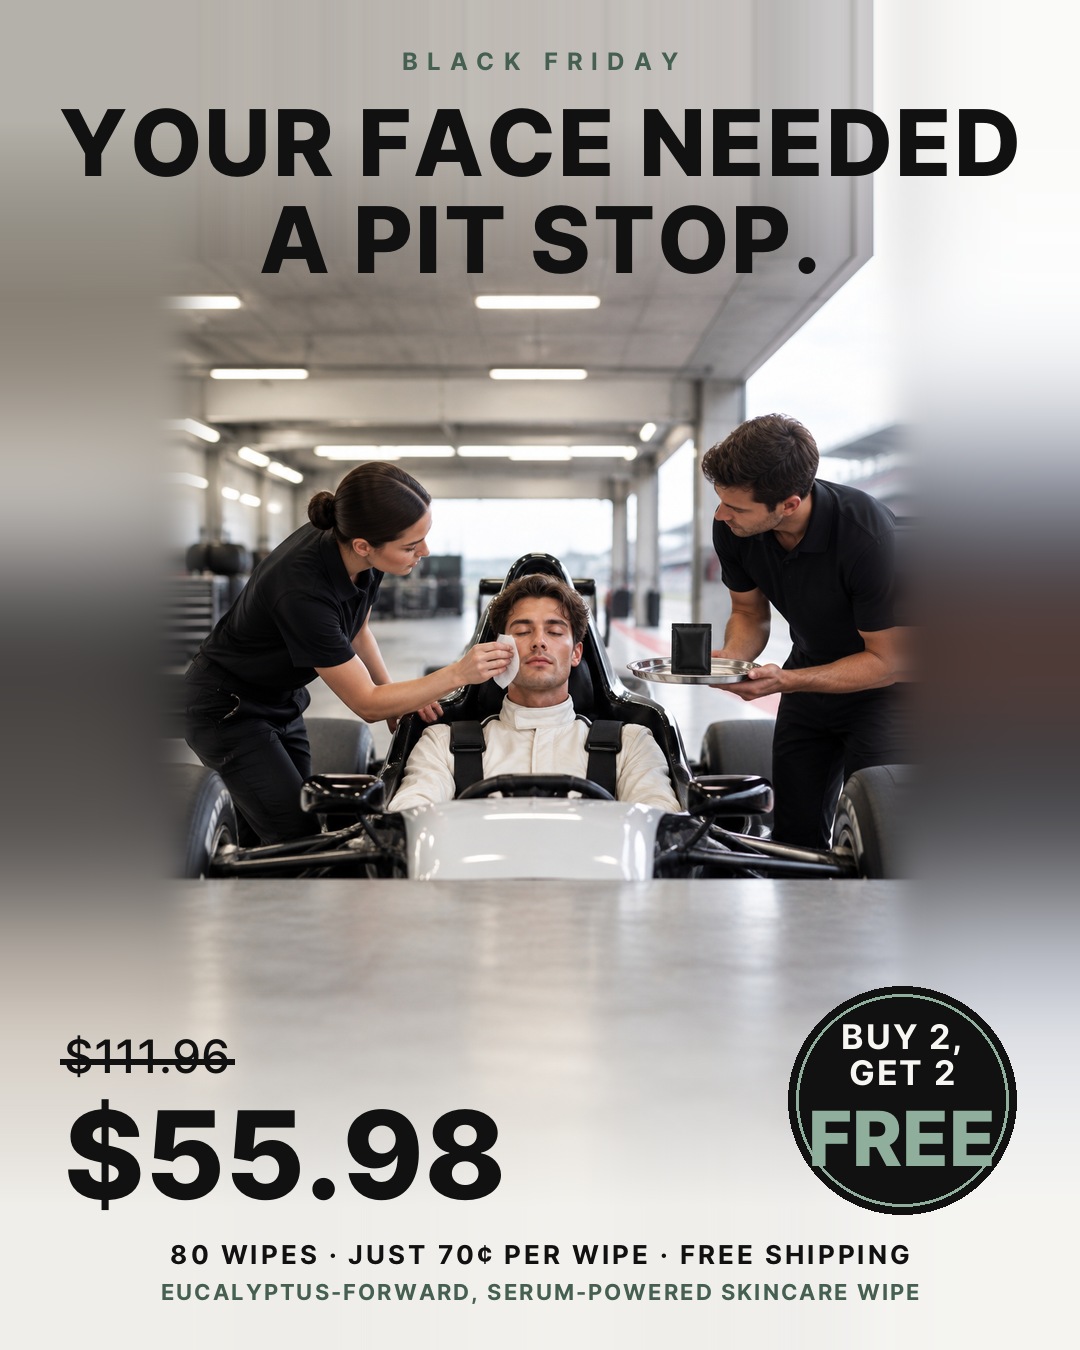 BLACK FRIDAY
YOUR FACE NEEDED
A PIT STOP.
$111.96
$55.98
BUY 2,
GET 2
FREE
80 WIPES · JUST 70¢ PER WIPE · FREE SHIPPING
EUCALYPTUS-FORWARD, SERUM-POWERED SKINCARE WIPE